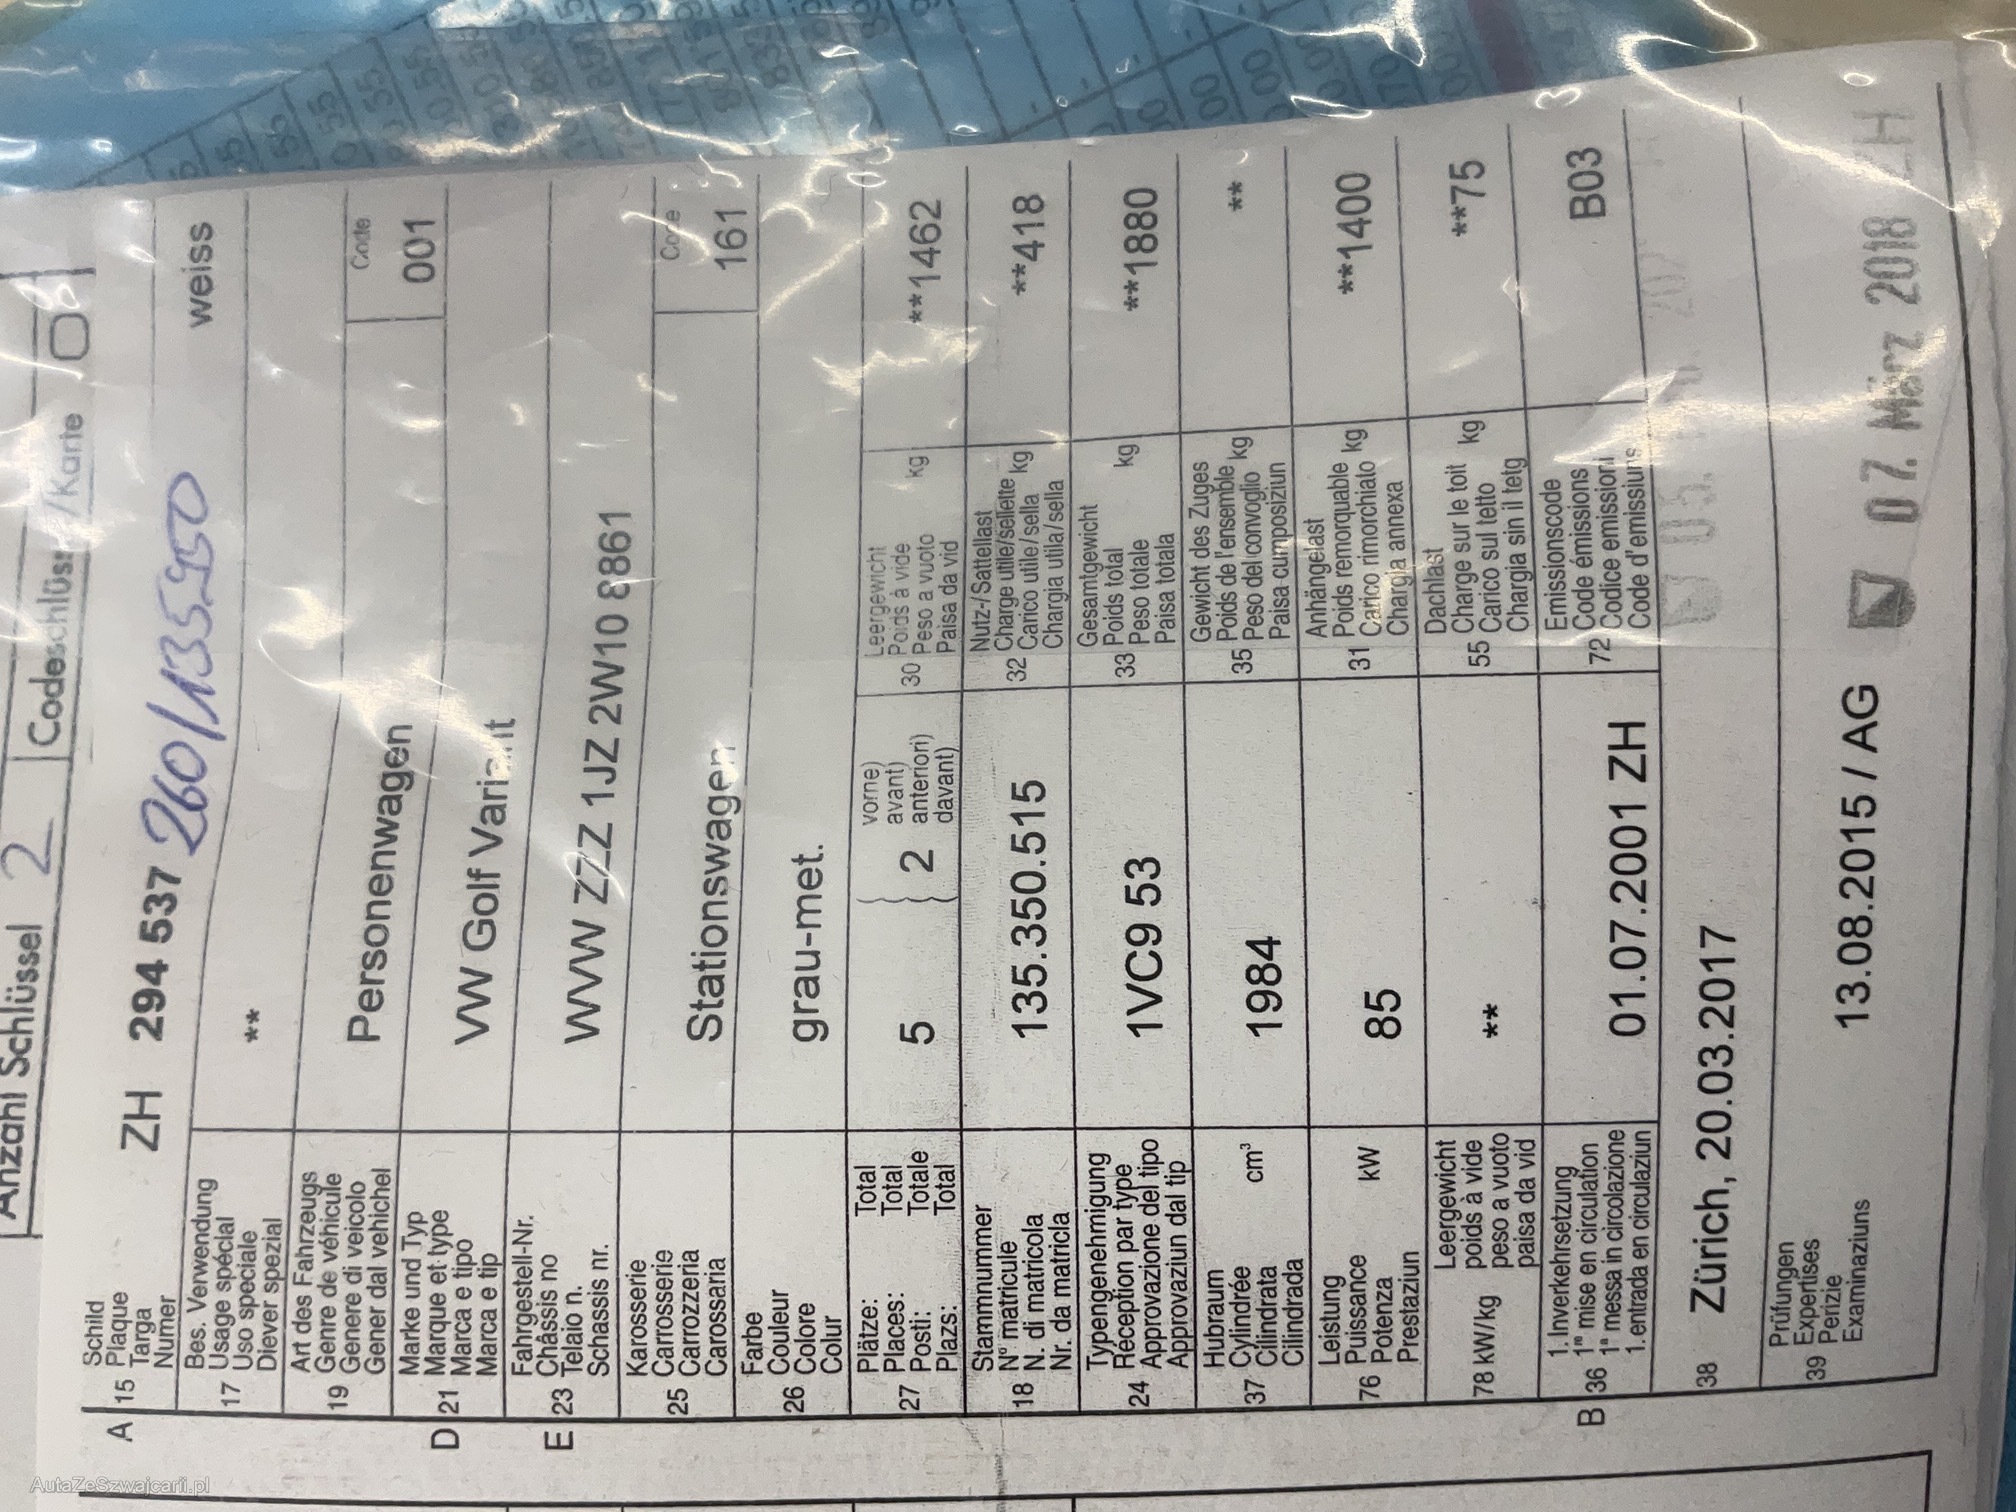 Anzahl Schlüssel 2 Codeschlüssel/Karte 0
A 15 Schild
Plaque
Targa
Numer
ZH 294 537 weiss
260/135950
17 Bes. Verwendung
Usage spécial
Uso speciale
Diever spezial
**
19 Art des Fahrzeugs
Genre de véhicule
Genere di veicolo
Gener dal vehichel
Personenwagen
Code
001
D 21 Marke und Typ
Marque et type
Marca e tipo
Marca e tip
VW Golf Variant
E 23 Fahrgestell-Nr.
Châssis no
Telaio n.
Schassis nr.
WVW ZZZ 1JZ 2W10 8861
25 Karosserie
Carrosserie
Carrozzeria
Carossaria
Stationswagen
Code
161
26 Farbe
Couleur
Colore
Colur
grau-met.
27 Plätze: Total
Places: Total
Posti: Totale
Plazs: Total
5 { 2 vorne)
avant)
anteriori)
davant)
30 Leergewicht
Poids à vide
Peso a vuoto
Paisa da vid
kg
**1462
18 Stammnummer
N° matricule
N. di matricola
Nr. da matricla
135.350.515
32 Nutz-/Sattellast
Charge utile/sellette
Carico utile/sella
Chargia utila/sella
kg
**418
24 Typengenehmigung
Réception par type
Approvazione del tipo
Approvaziun dal tip
1VC9 53
33 Gesamtgewicht
Poids total
Peso totale
Paisa totala
kg
**1880
37 Hubraum
Cylindrée
Cilindrata
Cilindrada
cm³
1984
35 Gewicht des Zuges
Poids de l'ensemble
Peso del convoglio
Paisa cumposiziun
kg
**
76 Leistung
Puissance
Potenza
Prestaziun
kW
85
31 Anhängelast
Poids remorquable
Carico rimorchiato
Chargia annexa
kg
**1400
78 kW/kg Leergewicht
poids à vide
peso a vuoto
paisa da vid
**
55 Dachlast
Charge sur le toit
Carico sul tetto
Chargia sin il tetg
kg
**75
B 36 1. Inverkehrsetzung
1re mise en circulation
1a messa in circolazione
1. entrada en circulaziun
01.07.2001 ZH
72 Emissionscode
Code émissions
Codice emissioni
Code d'emissiuns
B03
38 Zürich, 20.03.2017
39 Prüfungen
Expertises
Perizie
Examinaziuns
13.08.2015 / AG
07. März 2018 ZH
AutaZeSzwajcarii.pl